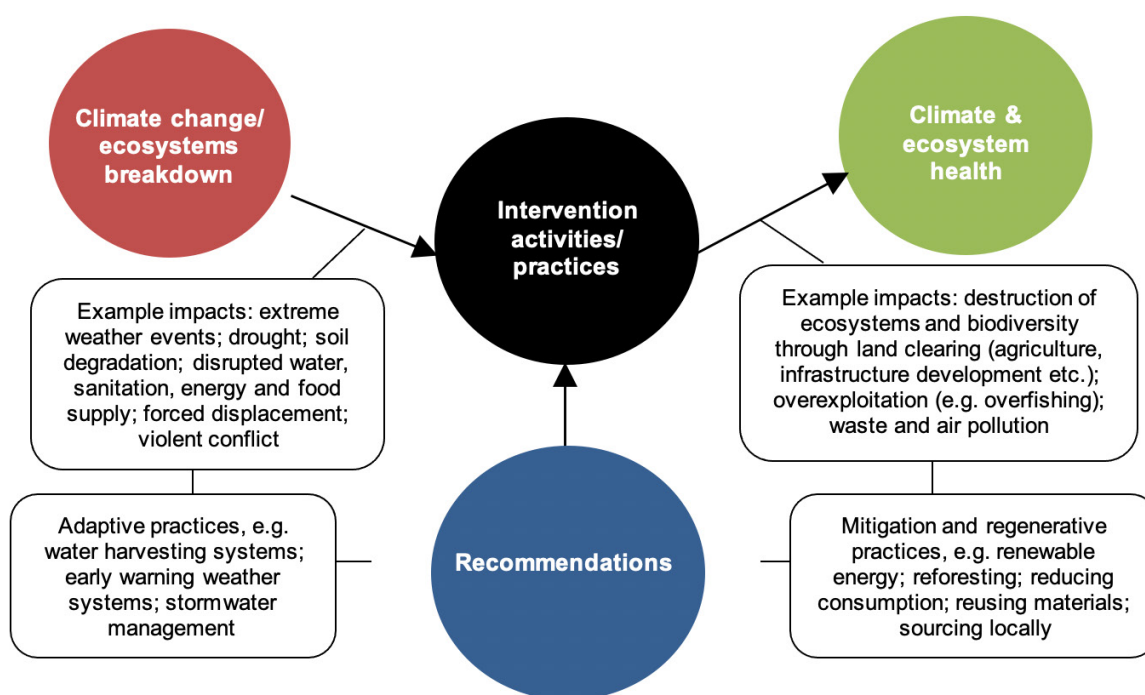 Climate change/
ecosystems
breakdown
Intervention
activities/
practices
Climate &
ecosystem
health
Example impacts: extreme
weather events; drought; soil
degradation; disrupted water,
sanitation, energy and food
supply; forced displacement;
violent conflict
Example impacts: destruction of
ecosystems and biodiversity
through land clearing (agriculture,
infrastructure development etc.);
overexploitation (e.g. overfishing);
waste and air pollution
Adaptive practices, e.g.
water harvesting systems;
early warning weather
systems; stormwater
management
Recommendations
Mitigation and regenerative
practices, e.g. renewable
energy; reforesting; reducing
consumption; reusing materials;
sourcing locally